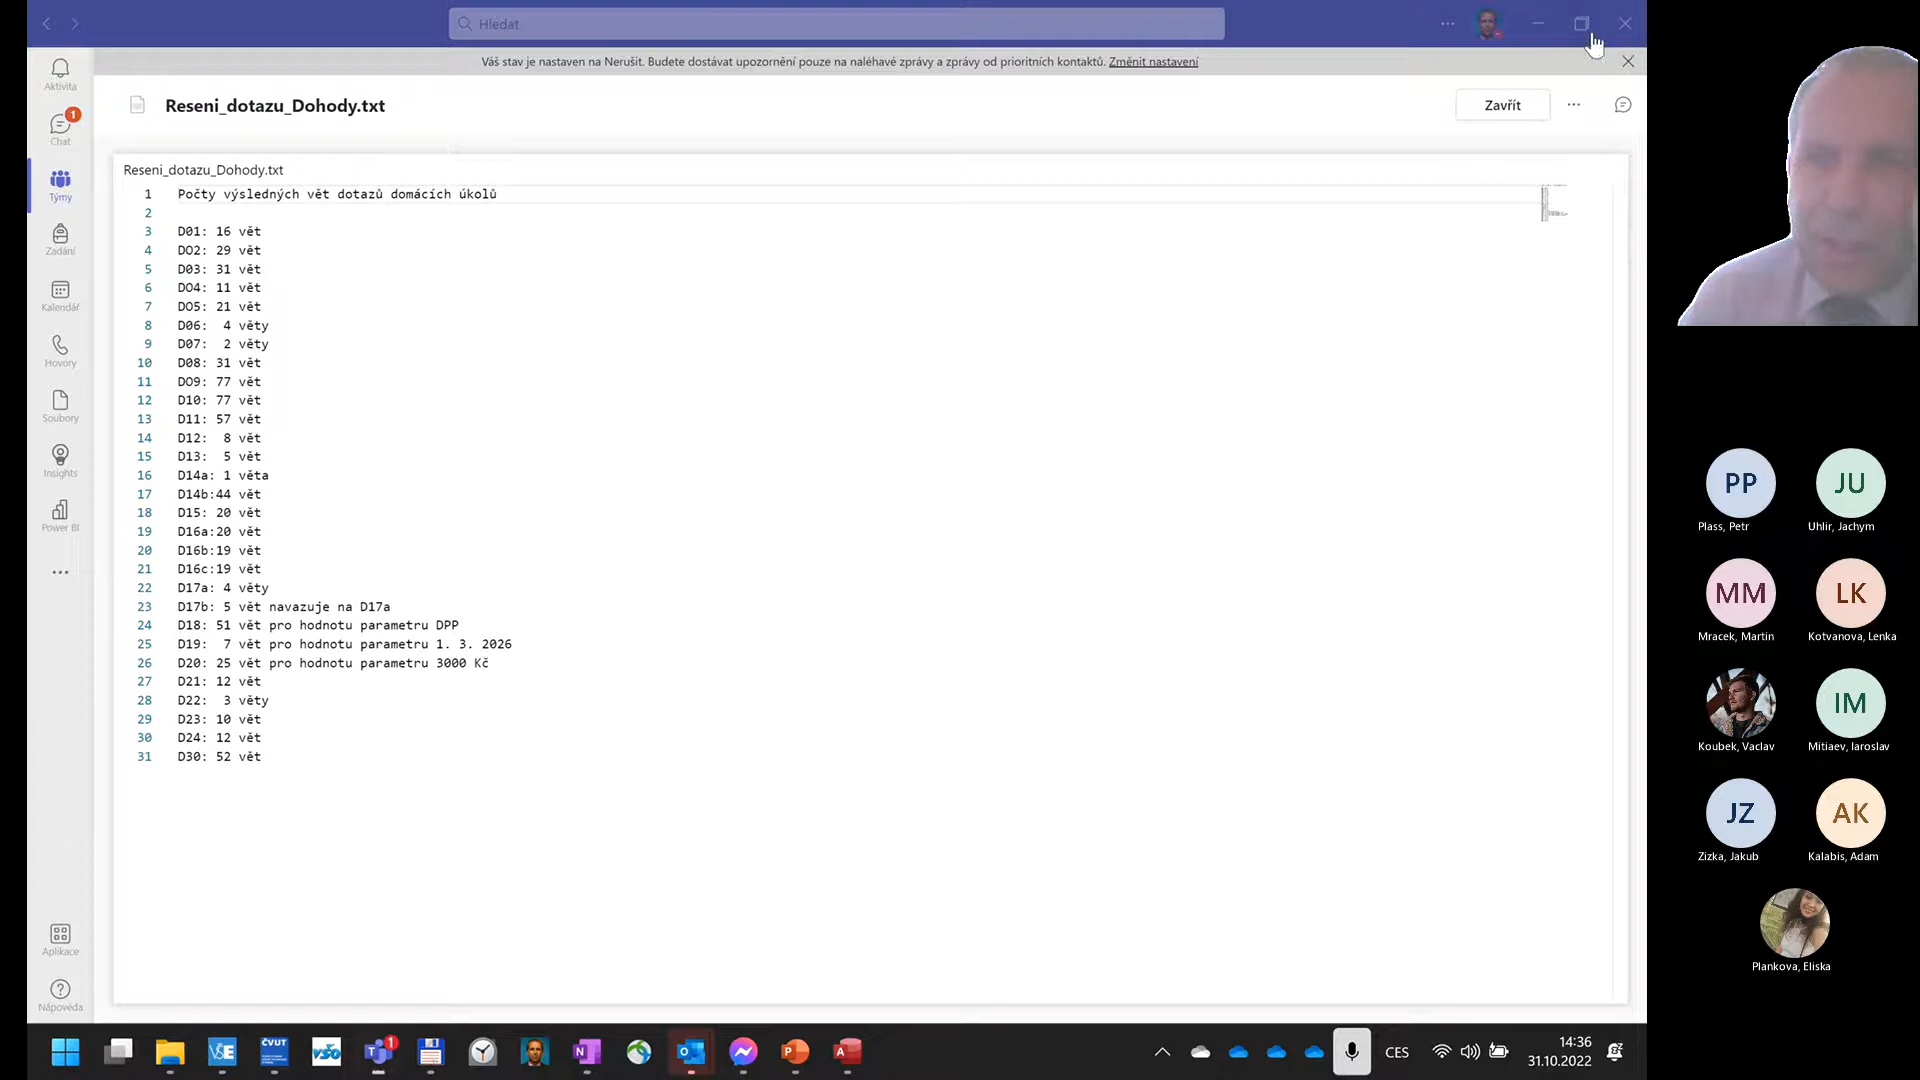 Hledat
Váš stav je nastaven na Nerušit. Budete dostávat upozornění pouze na naléhavé zprávy a zprávy od prioritních kontaktů. Změnit nastavení
Aktivita
1
Chat
Týmy
Zadání
Kalendář
Hovory
Soubory
Insights
Power BI
Aplikace
Nápověda
Reseni_dotazu_Dohody.txt
Zavřít
Reseni_dotazu_Dohody.txt
1 Počty výsledných vět dotazů domácích úkolů
2
3 D01: 16 vět
4 DO2: 29 vět
5 D03: 31 vět
6 DO4: 11 vět
7 DO5: 21 vět
8 D06: 4 věty
9 D07: 2 věty
10 D08: 31 vět
11 DO9: 77 vět
12 D10: 77 vět
13 D11: 57 vět
14 D12: 8 vět
15 D13: 5 vět
16 D14a: 1 věta
17 D14b:44 vět
18 D15: 20 vět
19 D16a:20 vět
20 D16b:19 vět
21 D16c:19 vět
22 D17a: 4 věty
23 D17b: 5 vět navazuje na D17a
24 D18: 51 vět pro hodnotu parametru DPP
25 D19: 7 vět pro hodnotu parametru 1. 3. 2026
26 D20: 25 vět pro hodnotu parametru 3000 Kč
27 D21: 12 vět
28 D22: 3 věty
29 D23: 10 vět
30 D24: 12 vět
31 D30: 52 vět
PP JU
Plass, Petr Uhlir, Jachym
MM LK
Mracek, Martin Kotvanova, Lenka
IM
Koubek, Vaclav Mitiaev, Iaroslav
JZ AK
Zizka, Jakub Kalabis, Adam
Plankova, Eliska
ČVUT
1
CES
14:36
31.10.2022